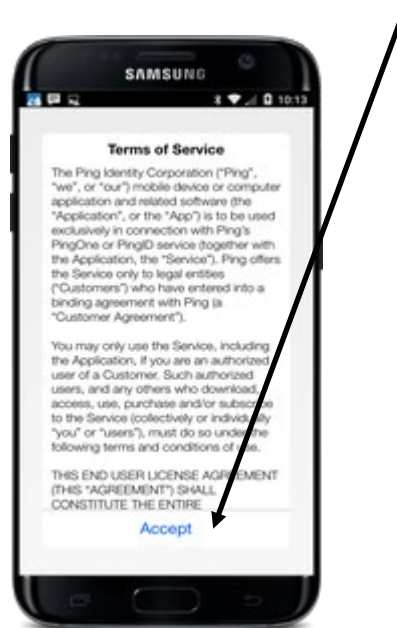 SAMSUNG
10:13
Terms of Service
The Ping Identity Corporation ("Ping",
"we", or "our") mobile device or computer
application and related software (the
"Application", or the "App") is to be used
exclusively in connection with Ping's
PingOne or PingID service (together with
the Application, the "Service"). Ping offers
the Service only to legal entities
("Customers") who have entered into a
binding agreement with Ping (a
"Customer Agreement").
You may only use the Service, including
the Application, if you are an authorized
user of a Customer. Such authorized
users, and any others who download,
access, use, purchase and/or subscribe
to the Service (collectively or individually
"you" or "users"), must do so under the
following terms and conditions of use.
THIS END USER LICENSE AGREEMENT
(THIS "AGREEMENT") SHALL
CONSTITUTE THE ENTIRE
Accept